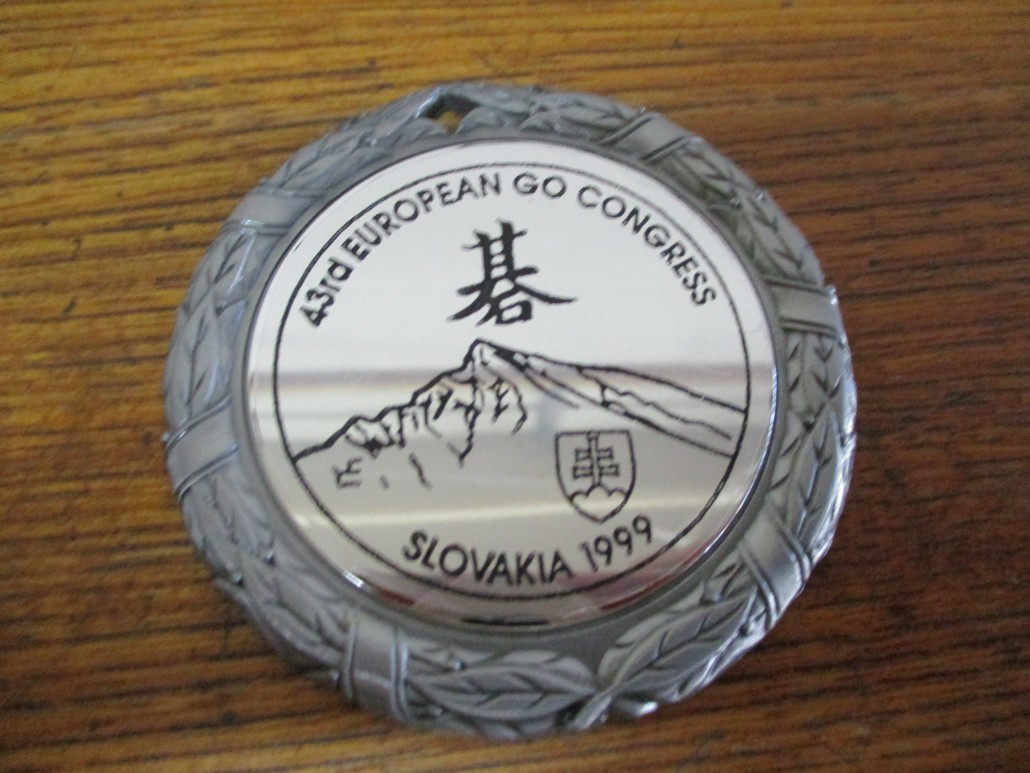 43rd EUROPEAN GO CONGRESS
碁
SLOVAKIA 1999